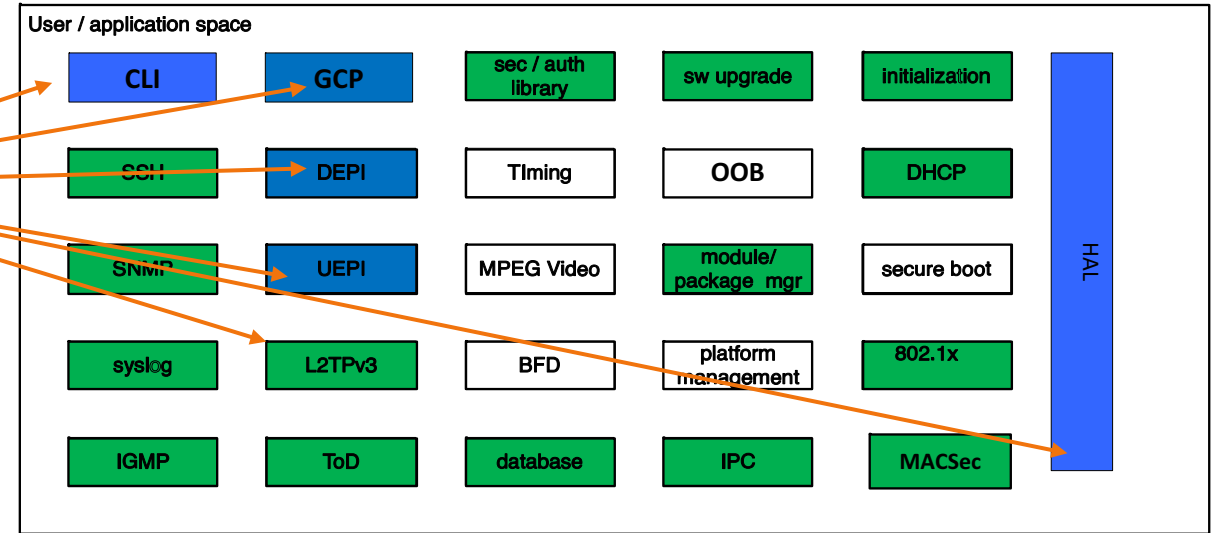 User / application space
CLI
GCP
sec / auth
library
sw upgrade
initialization
SSH
DEPI
TIming
OOB
DHCP
SNMP
UEPI
MPEG Video
module/
package mgr
secure boot
HAL
syslog
L2TPv3
BFD
platform
management
802.1x
IGMP
ToD
database
IPC
MACSec